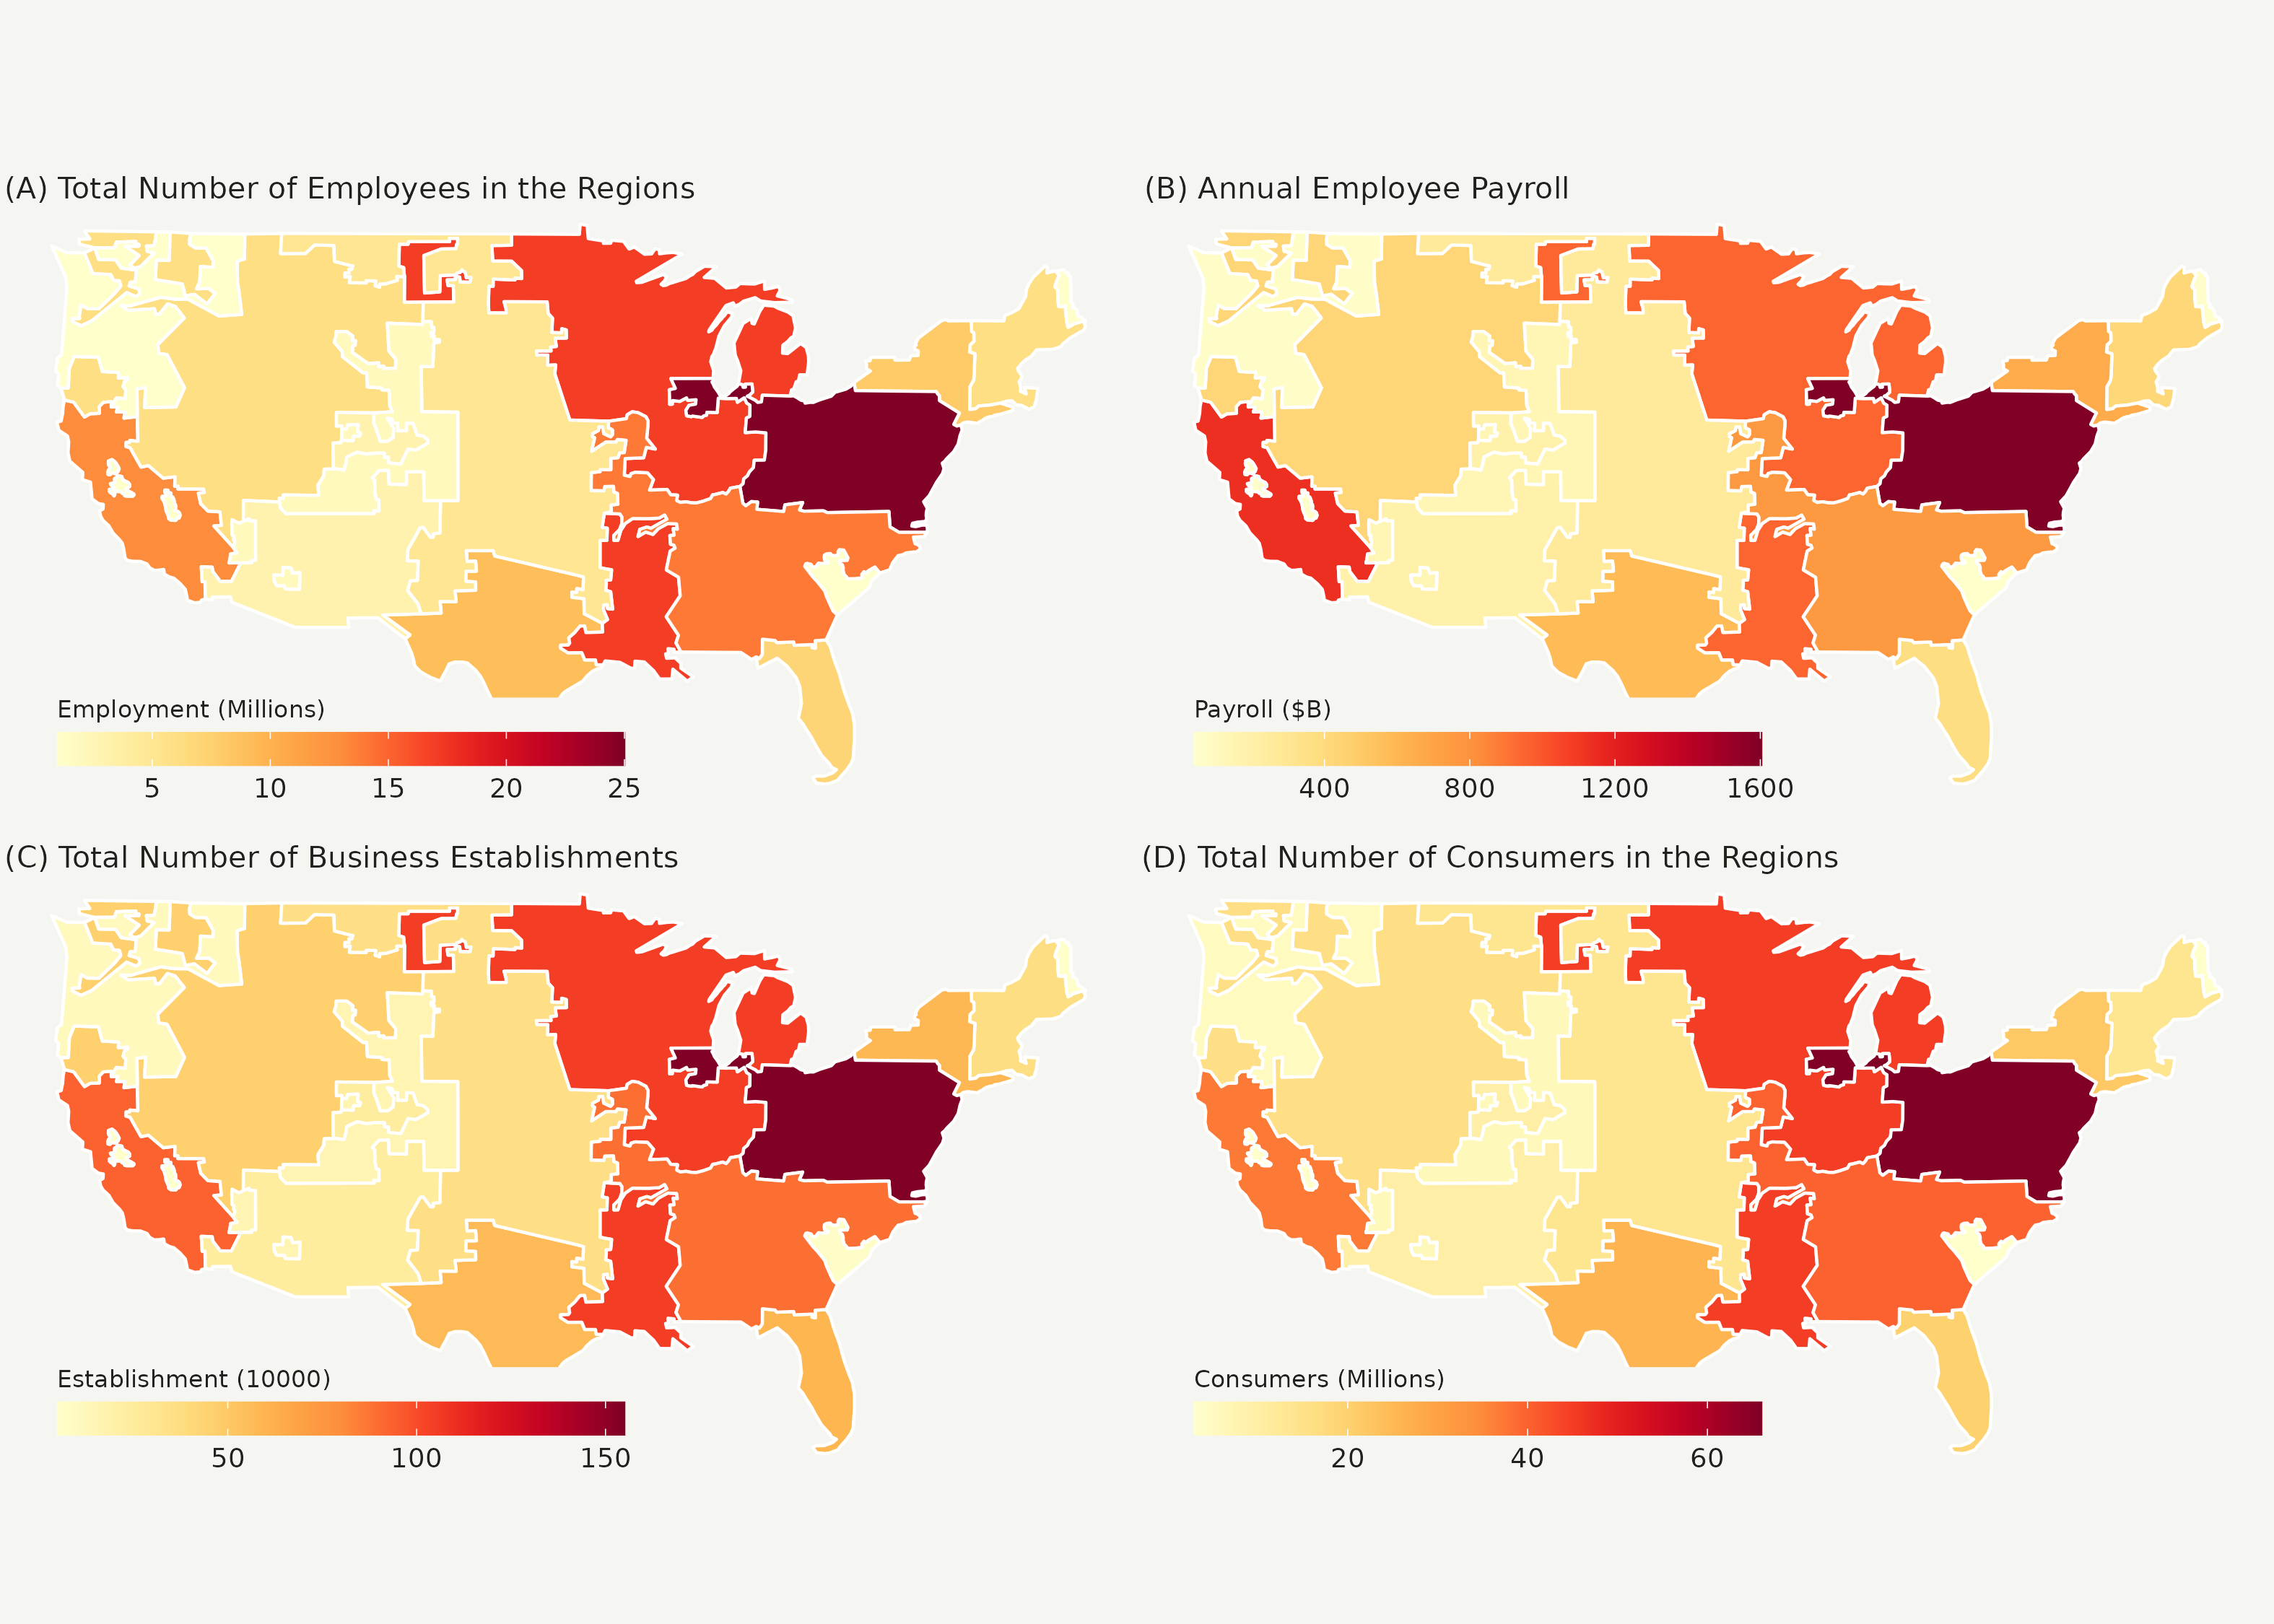 (A) Total Number of Employees in the Regions
Employment (Millions)
5 10 15 20 25
(B) Annual Employee Payroll
Payroll ($B)
400 800 1200 1600
(C) Total Number of Business Establishments
Establishment (10000)
50 100 150
(D) Total Number of Consumers in the Regions
Consumers (Millions)
20 40 60